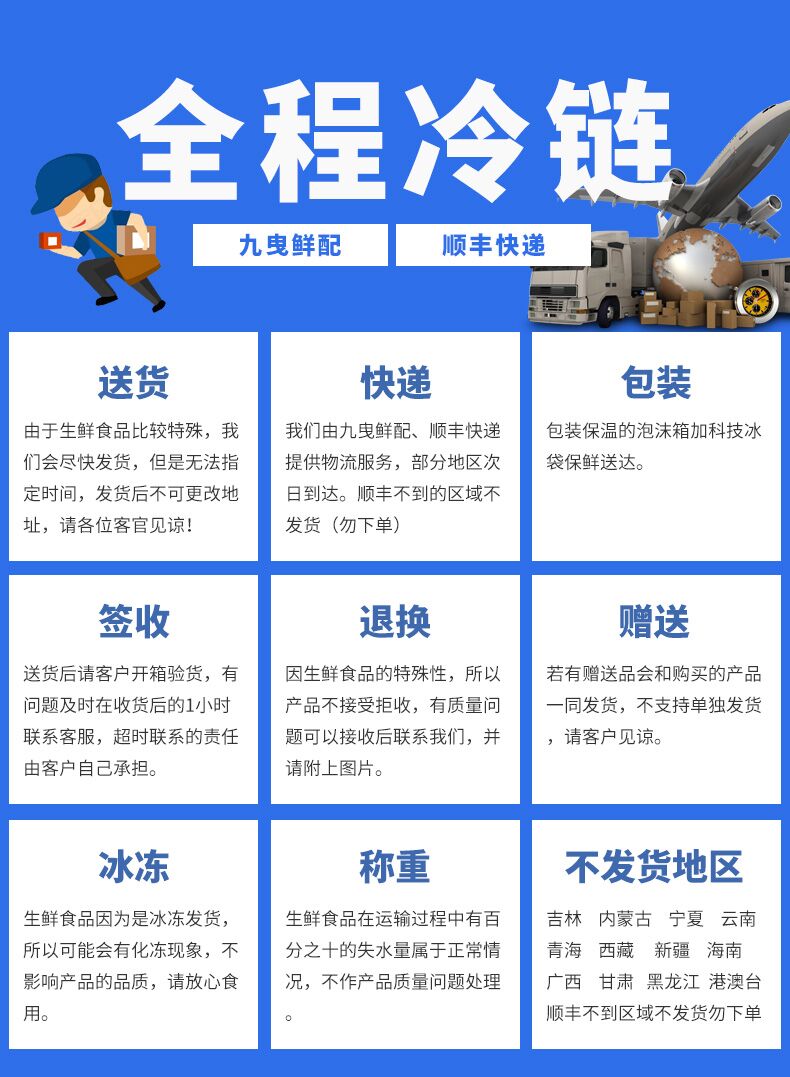 全程冷链
九曳鲜配 顺丰快递
送货
由于生鲜食品比较特殊，我
们会尽快发货，但是无法指
定时间，发货后不可更改地
址，请各位客官见谅！
快递
我们由九曳鲜配、顺丰快递
提供物流服务，部分地区次
日到达。顺丰不到的区域不
发货（勿下单）
包装
包装保温的泡沫箱加科技冰
袋保鲜送达。
签收
送货后请客户开箱验货，有
问题及时在收货后的1小时
联系客服，超时联系的责任
由客户自己承担。
退换
因生鲜食品的特殊性，所以
产品不接受拒收，有质量问
题可以接收后联系我们，并
请附上图片。
赠送
若有赠送品会和购买的产品
一同发货，不支持单独发货
，请客户见谅。
冰冻
生鲜食品因为是冰冻发货，
所以可能会有化冻现象，不
影响产品的品质，请放心食
用。
称重
生鲜食品在运输过程中有百
分之十的失水量属于正常情
况，不作产品质量问题处理
。
不发货地区
吉林 内蒙古 宁夏 云南
青海 西藏 新疆 海南
广西 甘肃 黑龙江 港澳台
顺丰不到区域不发货勿下单